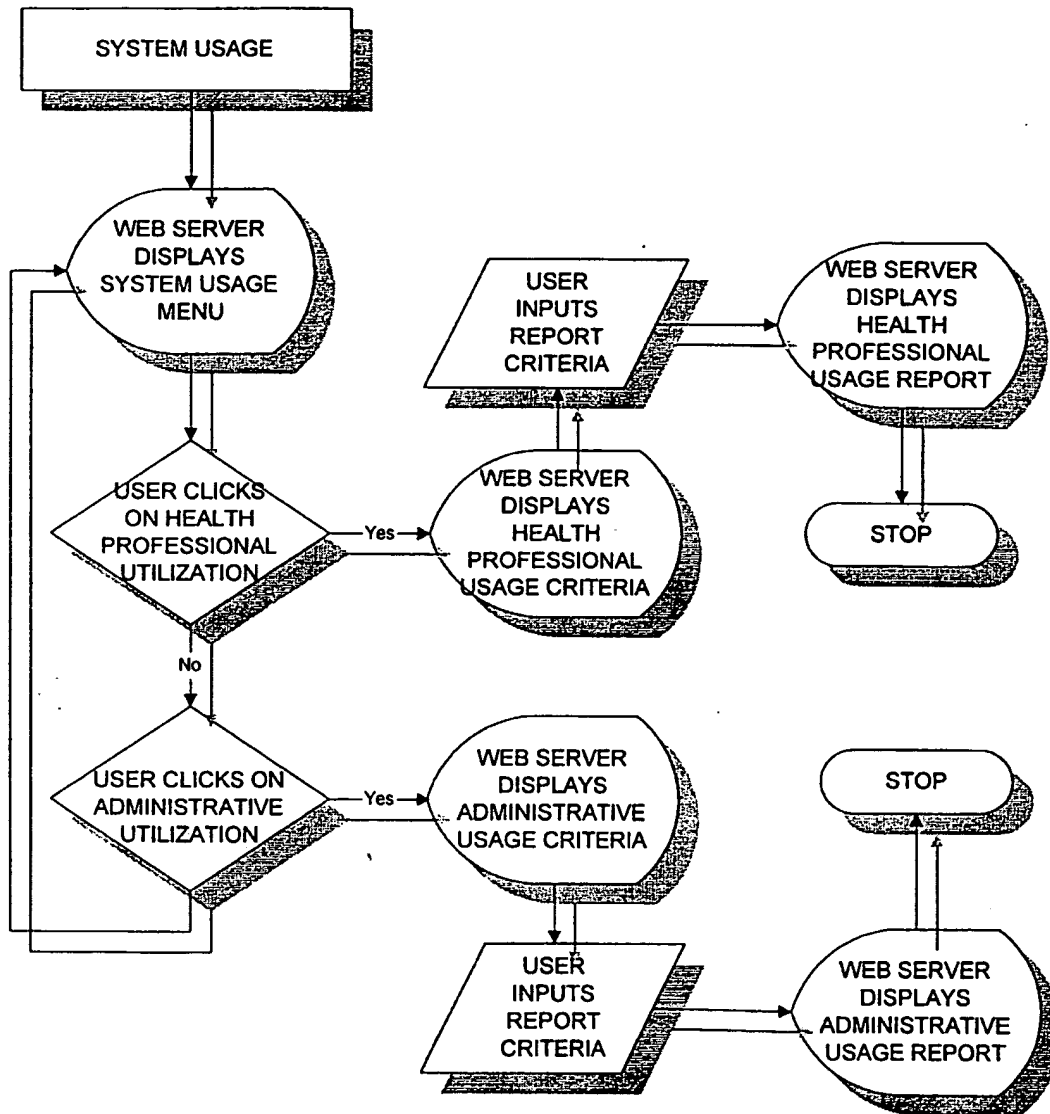 SYSTEM USAGE
WEB SERVER
DISPLAYS
SYSTEM USAGE
MENU
USER CLICKS
ON HEALTH
PROFESSIONAL
UTILIZATION
Yes
WEB SERVER
DISPLAYS
HEALTH
PROFESSIONAL
USAGE CRITERIA
USER
INPUTS
REPORT
CRITERIA
WEB SERVER
DISPLAYS
HEALTH
PROFESSIONAL
USAGE REPORT
STOP
No
USER CLICKS ON
ADMINISTRATIVE
UTILIZATION
Yes
WEB SERVER
DISPLAYS
ADMINISTRATIVE
USAGE CRITERIA
USER
INPUTS
REPORT
CRITERIA
WEB SERVER
DISPLAYS
ADMINISTRATIVE
USAGE REPORT
STOP